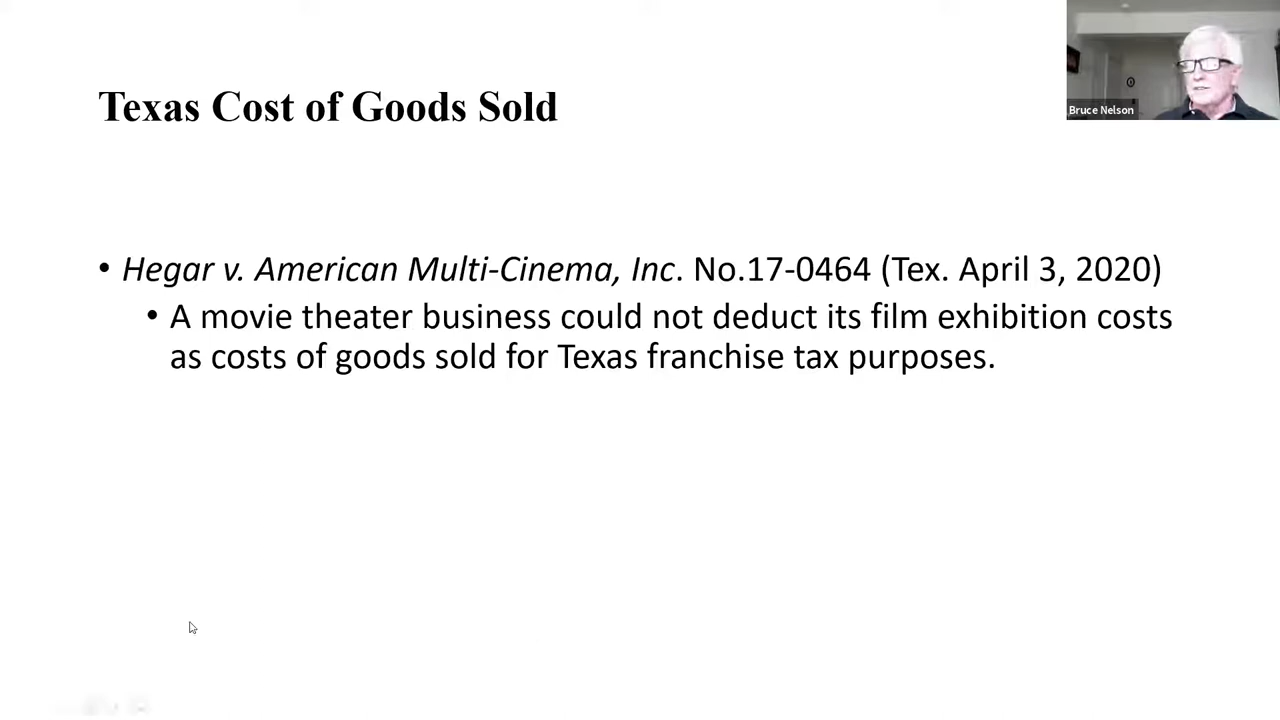 Texas Cost of Goods Sold
Bruce Nelson
• Hegar v. American Multi-Cinema, Inc. No.17-0464 (Tex. April 3, 2020)
• A movie theater business could not deduct its film exhibition costs
as costs of goods sold for Texas franchise tax purposes.